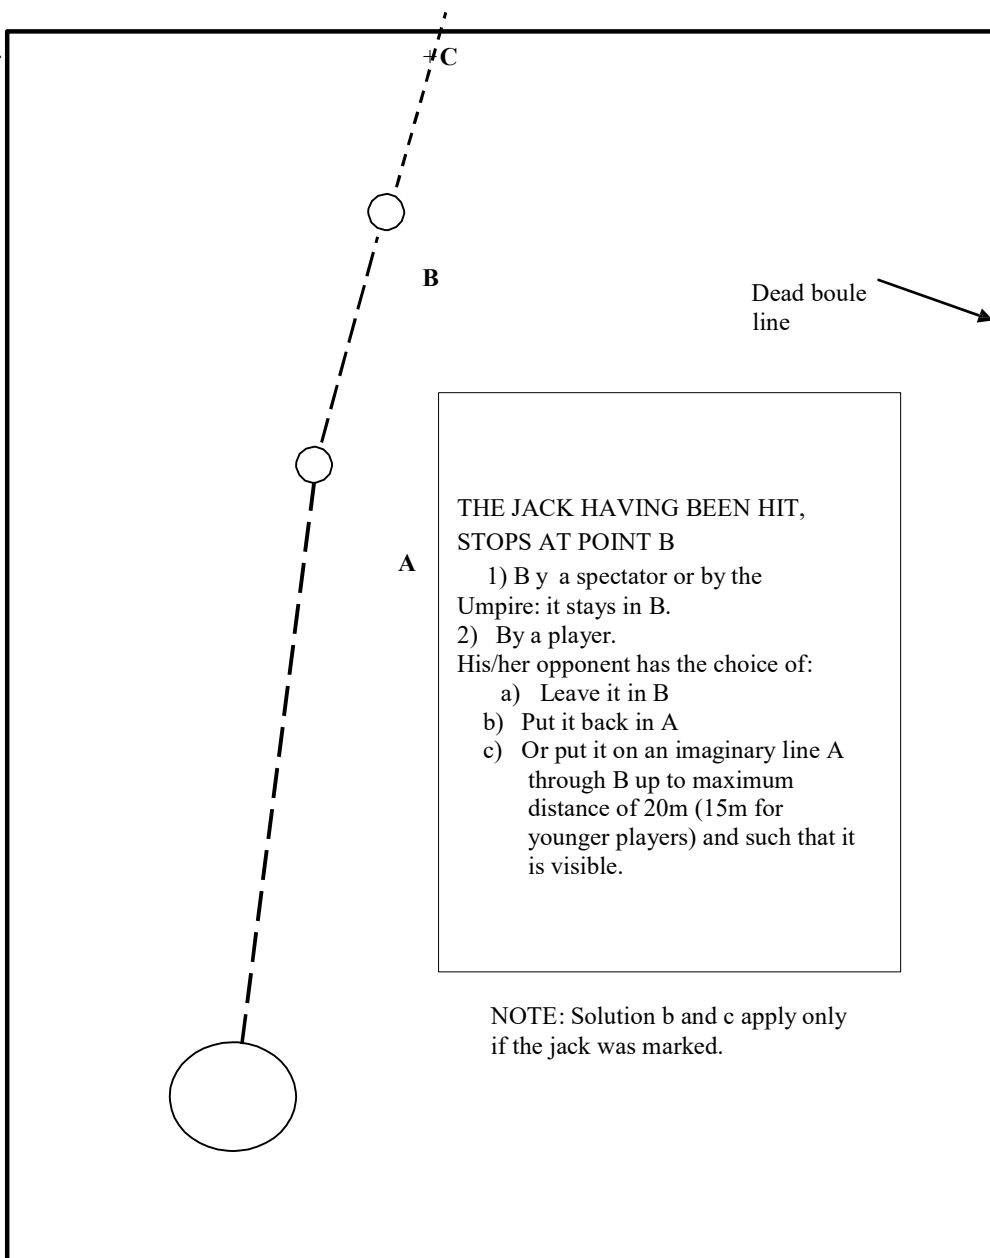 +C
B
Dead boule
line
A
THE JACK HAVING BEEN HIT,
STOPS AT POINT B
1) B y a spectator or by the
Umpire: it stays in B.
2) By a player.
His/her opponent has the choice of:
a) Leave it in B
b) Put it back in A
c) Or put it on an imaginary line A
through B up to maximum
distance of 20m (15m for
younger players) and such that it
is visible.
NOTE: Solution b and c apply only
if the jack was marked.